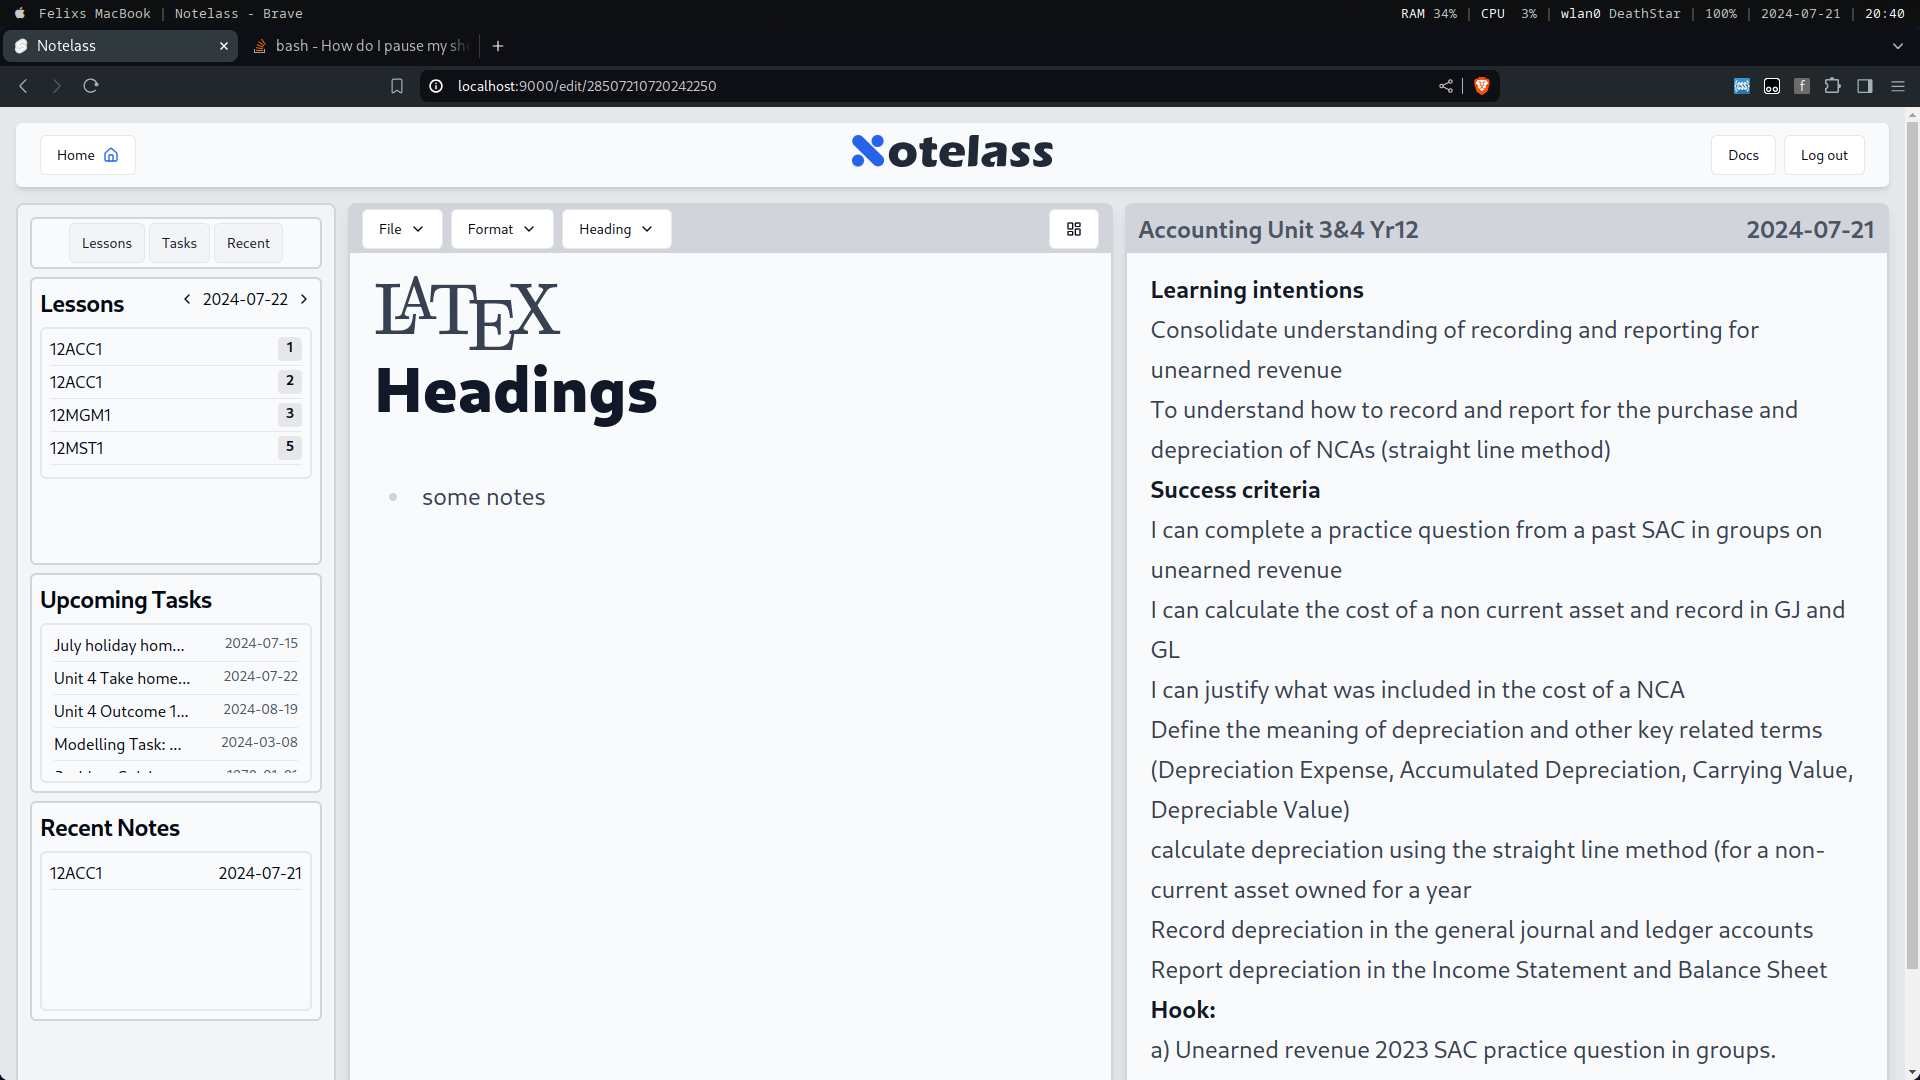 Felixs MacBook | Notelass - Brave
RAM 34% | CPU 3% | wlan0 DeathStar | 100% | 2024-07-21 | 20:40
Notelass
bash - How do I pause my she
localhost:9000/edit/28507210720242250
Home
Notelass
Docs
Log out
Lessons
Tasks
Recent
Lessons
2024-07-22
12ACC1 1
12ACC1 2
12MGM1 3
12MST1 5
Upcoming Tasks
July holiday hom... 2024-07-15
Unit 4 Take home... 2024-07-22
Unit 4 Outcome 1... 2024-08-19
Modelling Task: ... 2024-03-08
Recent Notes
12ACC1 2024-07-21
File
Format
Heading
LATEX
Headings
some notes
Accounting Unit 3&4 Yr12 2024-07-21
Learning intentions
Consolidate understanding of recording and reporting for
unearned revenue
To understand how to record and report for the purchase and
depreciation of NCAs (straight line method)
Success criteria
I can complete a practice question from a past SAC in groups on
unearned revenue
I can calculate the cost of a non current asset and record in GJ and
GL
I can justify what was included in the cost of a NCA
Define the meaning of depreciation and other key related terms
(Depreciation Expense, Accumulated Depreciation, Carrying Value,
Depreciable Value)
calculate depreciation using the straight line method (for a non-
current asset owned for a year
Record depreciation in the general journal and ledger accounts
Report depreciation in the Income Statement and Balance Sheet
Hook:
a) Unearned revenue 2023 SAC practice question in groups.